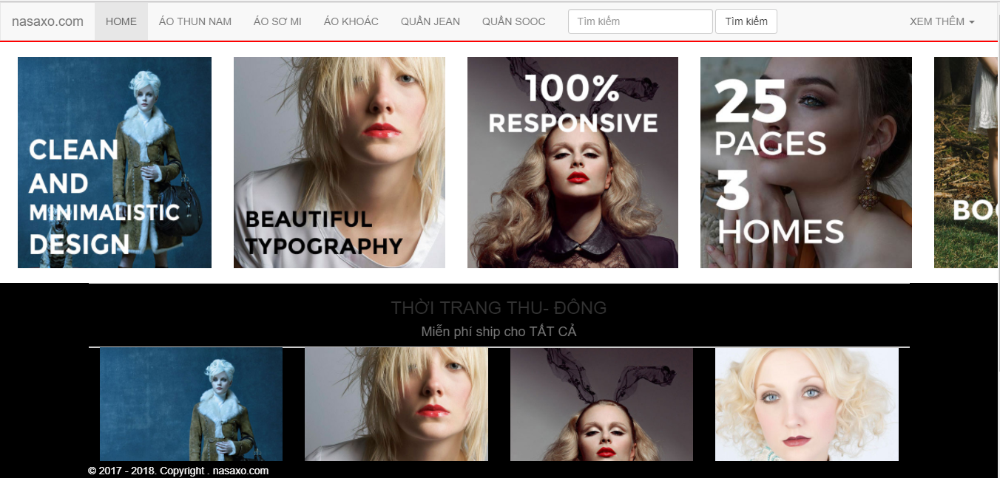 nasaxo.com HOME ÁO THUN NAM ÁO SƠ MI ÁO KHOÁC QUẦN JEAN QUẦN SOOC Tìm kiếm Tìm kiếm XEM THÊM
CLEAN
AND
MINIMALISTIC
DESIGN
BEAUTIFUL
TYPOGRAPHY
100%
RESPONSIVE
25
PAGES
3
HOMES
THỜI TRANG THU- ĐÔNG
Miễn phí ship cho TẤT CẢ
© 2017 - 2018. Copyright . nasaxo.com